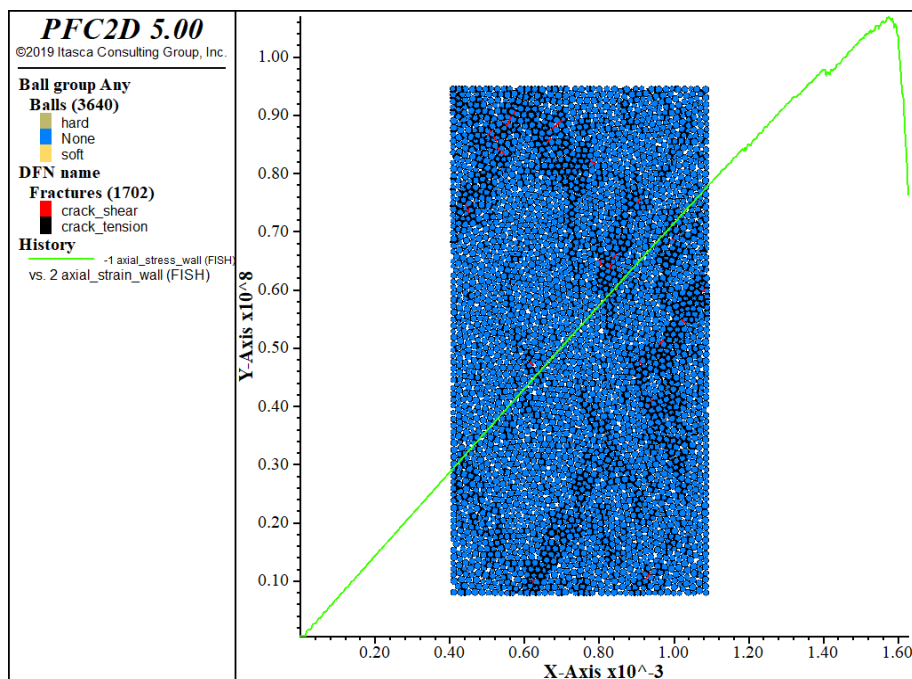 PFC2D 5.00
©2019 Itasca Consulting Group, Inc.
Ball group Any
Balls (3640)
hard
None
soft
DFN name
Fractures (1702)
crack_shear
crack_tension
History
-1 axial_stress_wall (FISH)
vs. 2 axial_strain_wall (FISH)
Y-Axis x10^8
1.00
0.90
0.80
0.70
0.60
0.50
0.40
0.30
0.20
0.10
0.20
0.40
0.60
0.80
1.00
1.20
1.40
1.60
X-Axis x10^-3